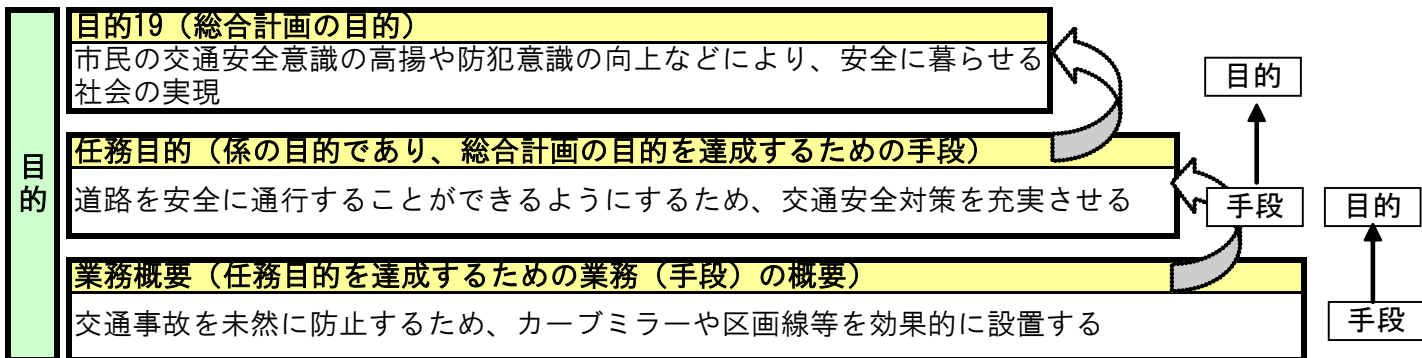 目的
目的19（総合計画の目的）
市民の交通安全意識の高揚や防犯意識の向上などにより、安全に暮らせる
社会の実現
任務目的（係の目的であり、総合計画の目的を達成するための手段）
道路を安全に通行することができるようにするため、交通安全対策を充実させる
業務概要（任務目的を達成するための業務（手段）の概要）
交通事故を未然に防止するため、カーブミラーや区画線等を効果的に設置する
目的
手段
目的
手段